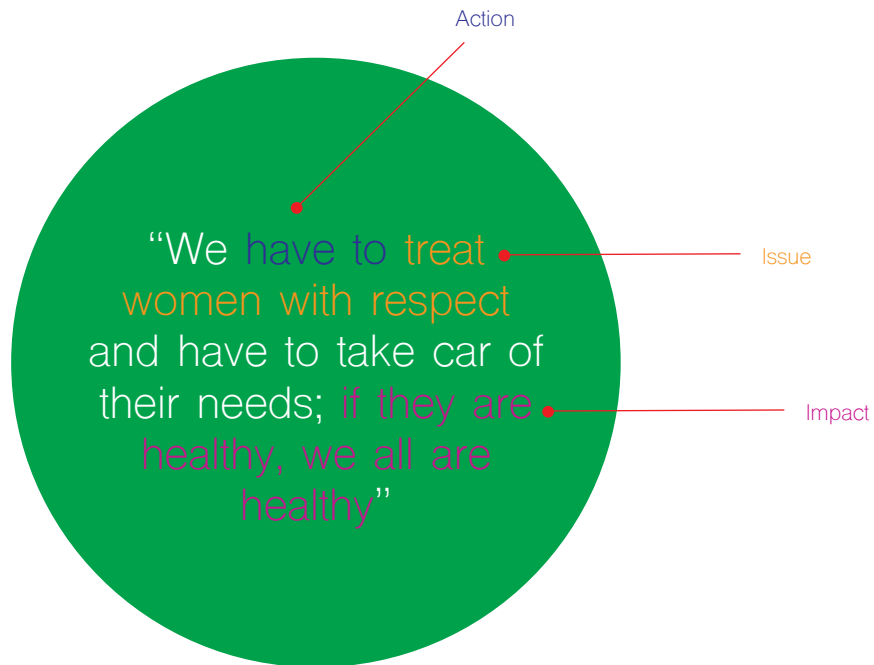 Action
“We have to treat
women with respect
and have to take car of
their needs; if they are
healthy, we all are
healthy”
Issue
Impact